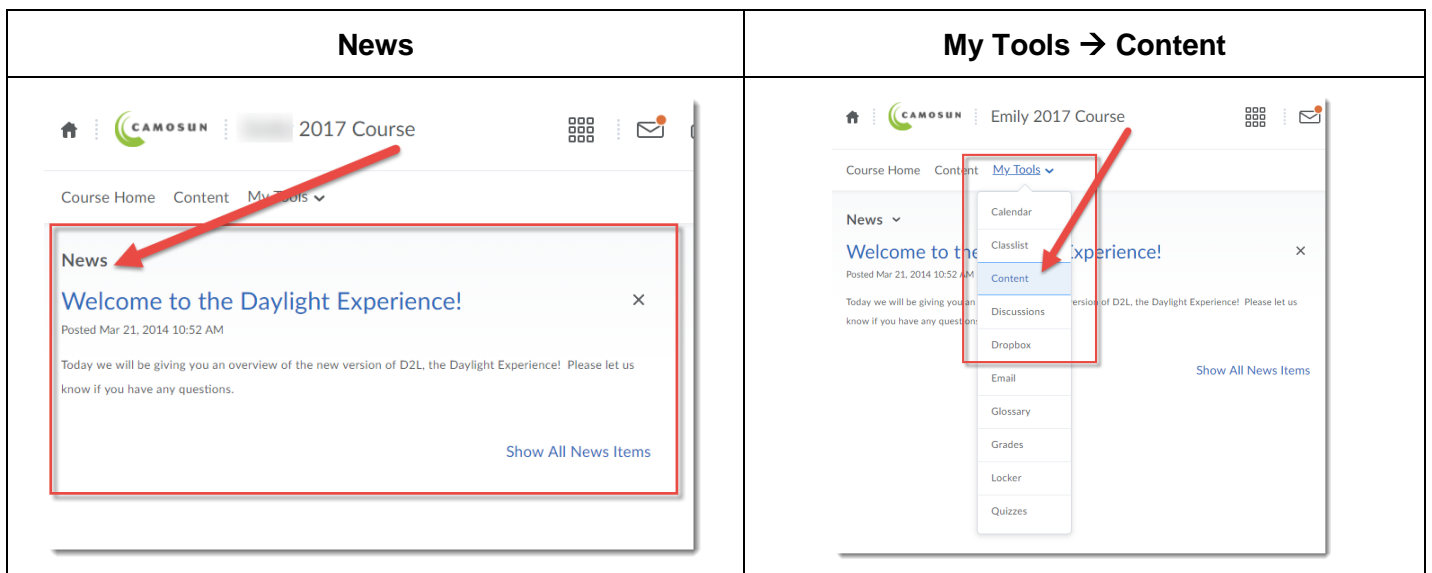 News
My Tools → Content
CAMOSUN 2017 Course
Course Home Content My Tools
News
Welcome to the Daylight Experience!
Posted Mar 21, 2014 10:52 AM
Today we will be giving you an overview of the new version of D2L, the Daylight Experience! Please let us
know if you have any questions.
Show All News Items
CAMOSUN Emily 2017 Course
Course Home Content My Tools
News
Welcome to the xperience!
Posted Mar 21, 2014 10:52 AM
Today we will be giving you an ersion of D2L, the Daylight Experience! Please let us
know if you have any question
Show All News Items
Calendar
Classlist
Content
Discussions
Dropbox
Email
Glossary
Grades
Locker
Quizzes